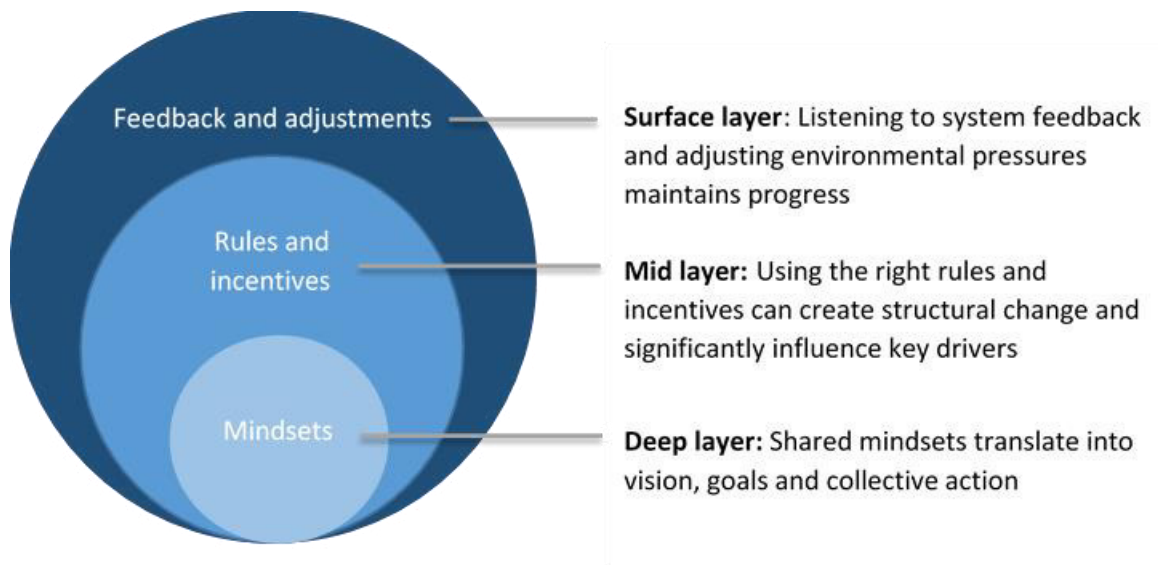 Feedback and adjustments
Surface layer: Listening to system feedback
and adjusting environmental pressures
maintains progress
Rules and
incentives
Mid layer: Using the right rules and
incentives can create structural change and
significantly influence key drivers
Mindsets
Deep layer: Shared mindsets translate into
vision, goals and collective action